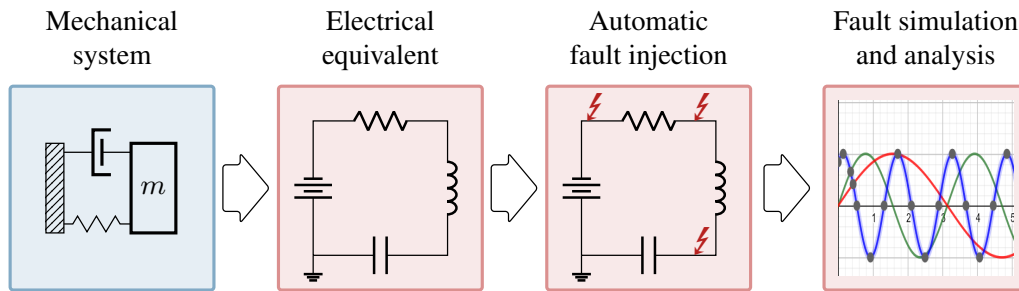 Mechanical
system
Electrical
equivalent
Automatic
fault injection
Fault simulation
and analysis
m
1 2 3 4 5